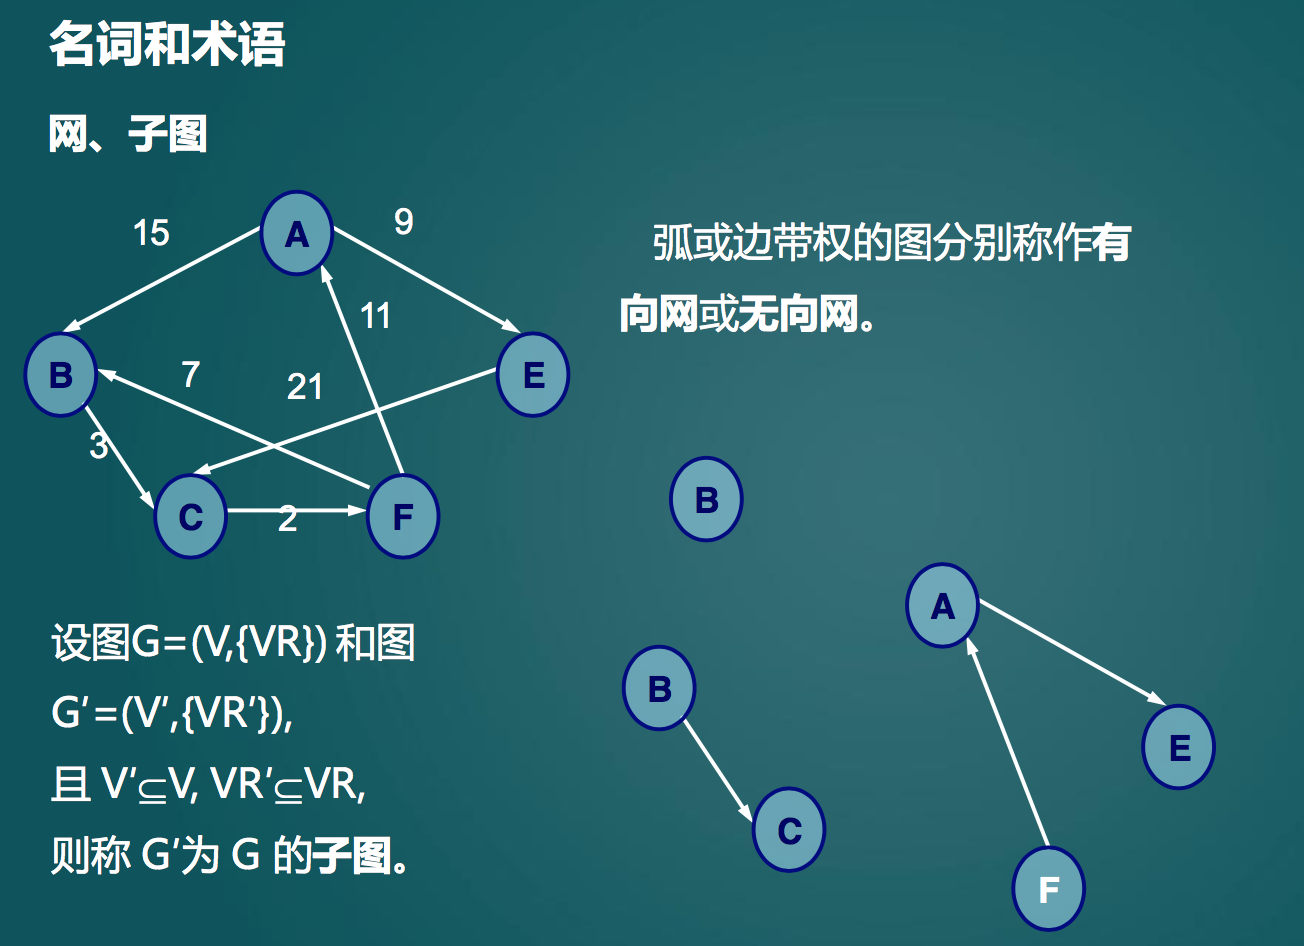 名词和术语
网、子图
15
A
9
11
B
7
21
E
3
C
2
F
弧或边带权的图分别称作有
向网或无向网。
设图G=(V,{VR}) 和图
G′=(V′,{VR′}),
且 V′⊆V, VR′⊆VR,
则称 G′为 G 的子图。
B
A
B
E
C
F